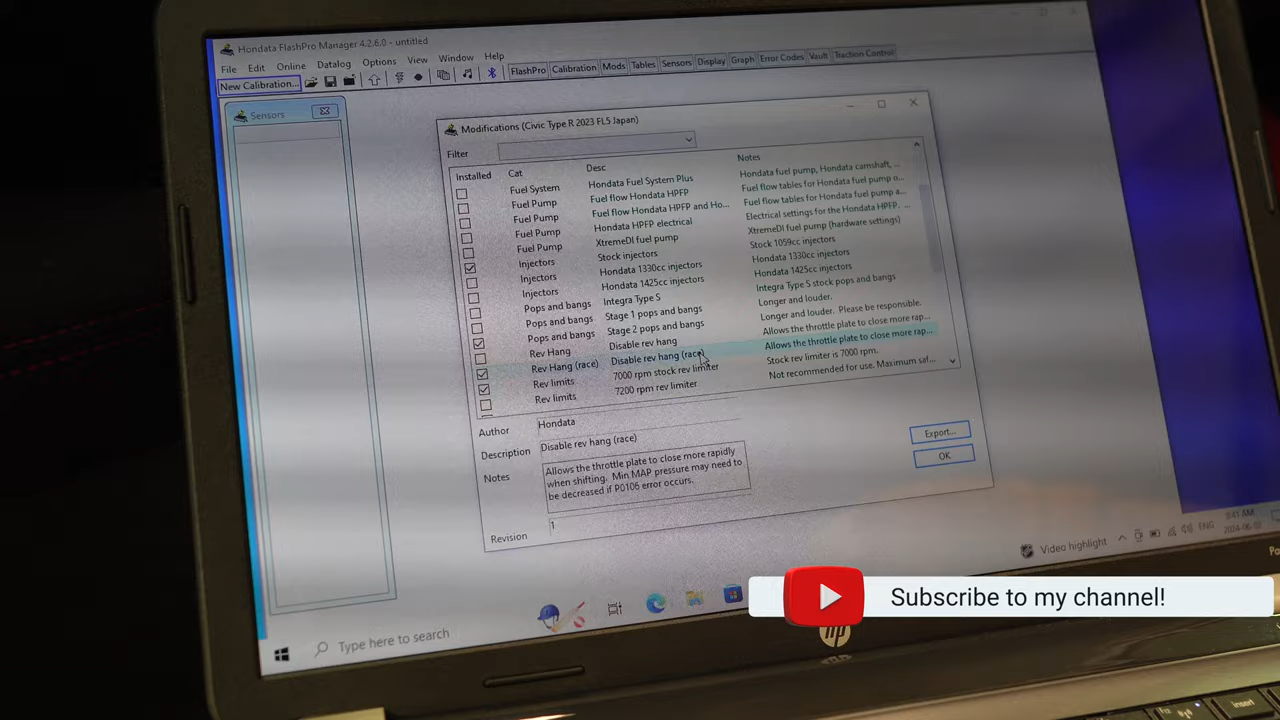 Hondata FlashPro Manager 4.2.6.0 - untitled
File Edit Online Datalog Options View Window Help
New Calibration... FlashPro Calibration Mods Tables Sensors Display Graph Error Codes Vault Traction Control
Sensors
Modifications (Civic Type R 2023 FL5 Japan)
Filter
Installed Cat Desc Notes
Fuel System Hondata Fuel System Plus Hondata fuel pump, Hondata camshaft, ...
Fuel Pump Fuel flow Hondata HPFP Fuel flow tables for Hondata fuel pump o...
Fuel Pump Fuel flow Hondata HPFP and Ho... Fuel flow tables for Hondata fuel pump a...
Fuel Pump Hondata HPFP electrical Electrical settings for the Hondata HPFP. ...
Fuel Pump XtremeDI fuel pump XtremeDI fuel pump (hardware settings)
Injectors Stock injectors Stock 1059cc injectors
Injectors Hondata 1330cc injectors Hondata 1330cc injectors
Injectors Hondata 1425cc injectors Hondata 1425cc injectors
Pops and bangs Integra Type S Integra Type S stock pops and bangs
Pops and bangs Stage 1 pops and bangs Longer and louder.
Pops and bangs Stage 2 pops and bangs Longer and louder. Please be responsible.
Rev Hang Disable rev hang Allows the throttle plate to close more rap...
Rev Hang (race) Disable rev hang (race) Allows the throttle plate to close more rap...
Rev limits 7000 rpm stock rev limiter Stock rev limiter is 7000 rpm.
Rev limits 7200 rpm rev limiter Not recommended for use. Maximum saf...
Author Hondata
Description Disable rev hang (race)
Notes Allows the throttle plate to close more rapidly
when shifting. Min MAP pressure may need to
be decreased if P0106 error occurs.
Revision 1
Export...
OK
Type here to search
Video highlight
ENG
8:41 AM
2024-06-02
Subscribe to my channel!
hp
insert